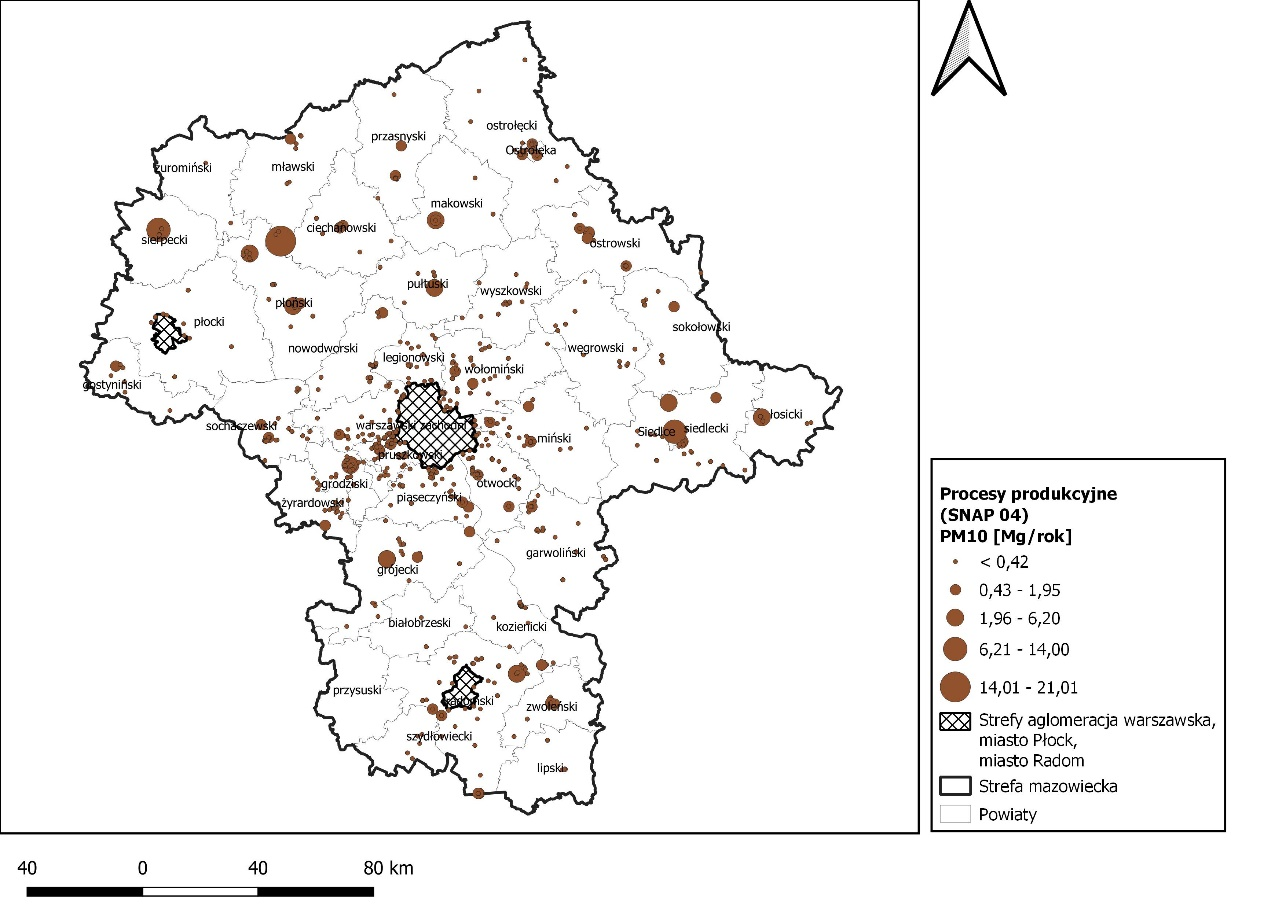 ostrołęcki
przasnyski
Ostrołęka
żuromiński
mławski
makowski
ciechanowski
sierpecki
ostrowski
pułtuski
wyszkowski
płoński
płocki
sokołowski
nowodworski
węgrowski
legionowski
wołomiński
gostyniński
łosicki
sochaczewski
warszawski zachodni
Siedlce
siedlecki
miński
pruszkowski
grodziski
otwocki
piaseczyński
żyrardowski
garwoliński
grójecki
białobrzeski
kozienicki
przysuski
radomski
zwoleński
szydłowiecki
lipski
Procesy produkcyjne
(SNAP 04)
PM10 [Mg/rok]
< 0,42
0,43 - 1,95
1,96 - 6,20
6,21 - 14,00
14,01 - 21,01
Strefy aglomeracja warszawska,
miasto Płock,
miasto Radom
Strefa mazowiecka
Powiaty
40 0 40 80 km